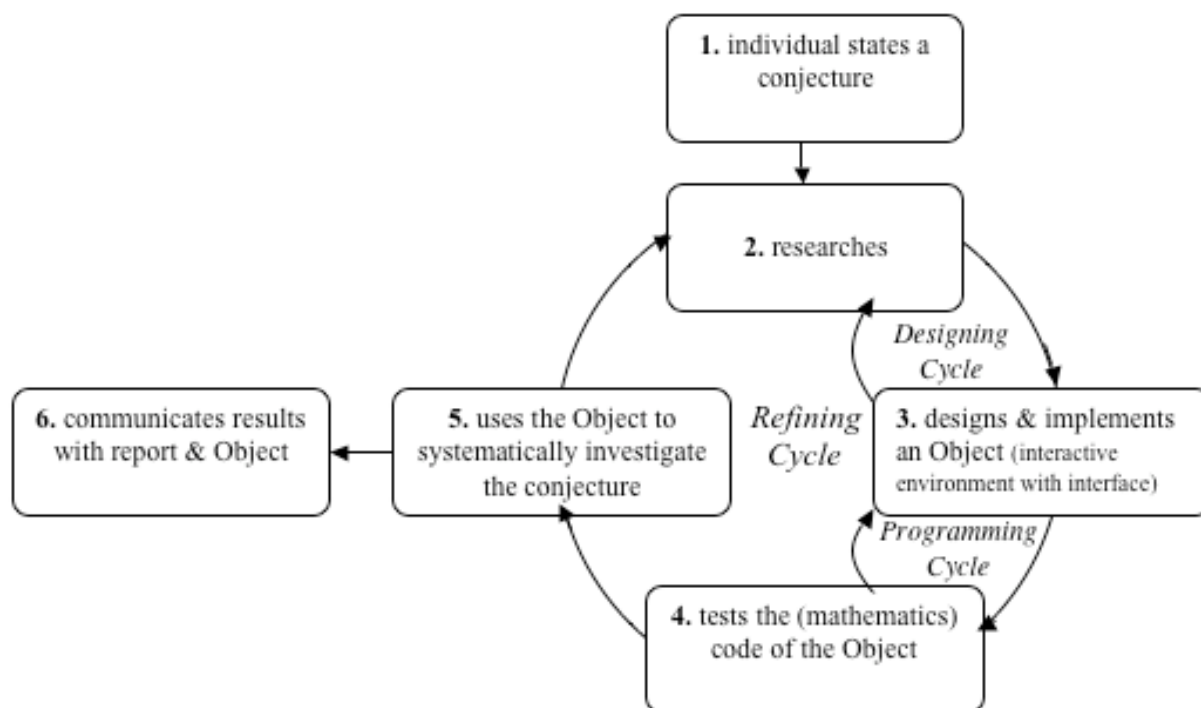 1. individual states a
conjecture
2. researches
Designing
Cycle
6. communicates results
with report & Object
5. uses the Object to
systematically investigate
the conjecture
Refining
Cycle
3. designs & implements
an Object (interactive
environment with interface)
Programming
Cycle
4. tests the (mathematics)
code of the Object